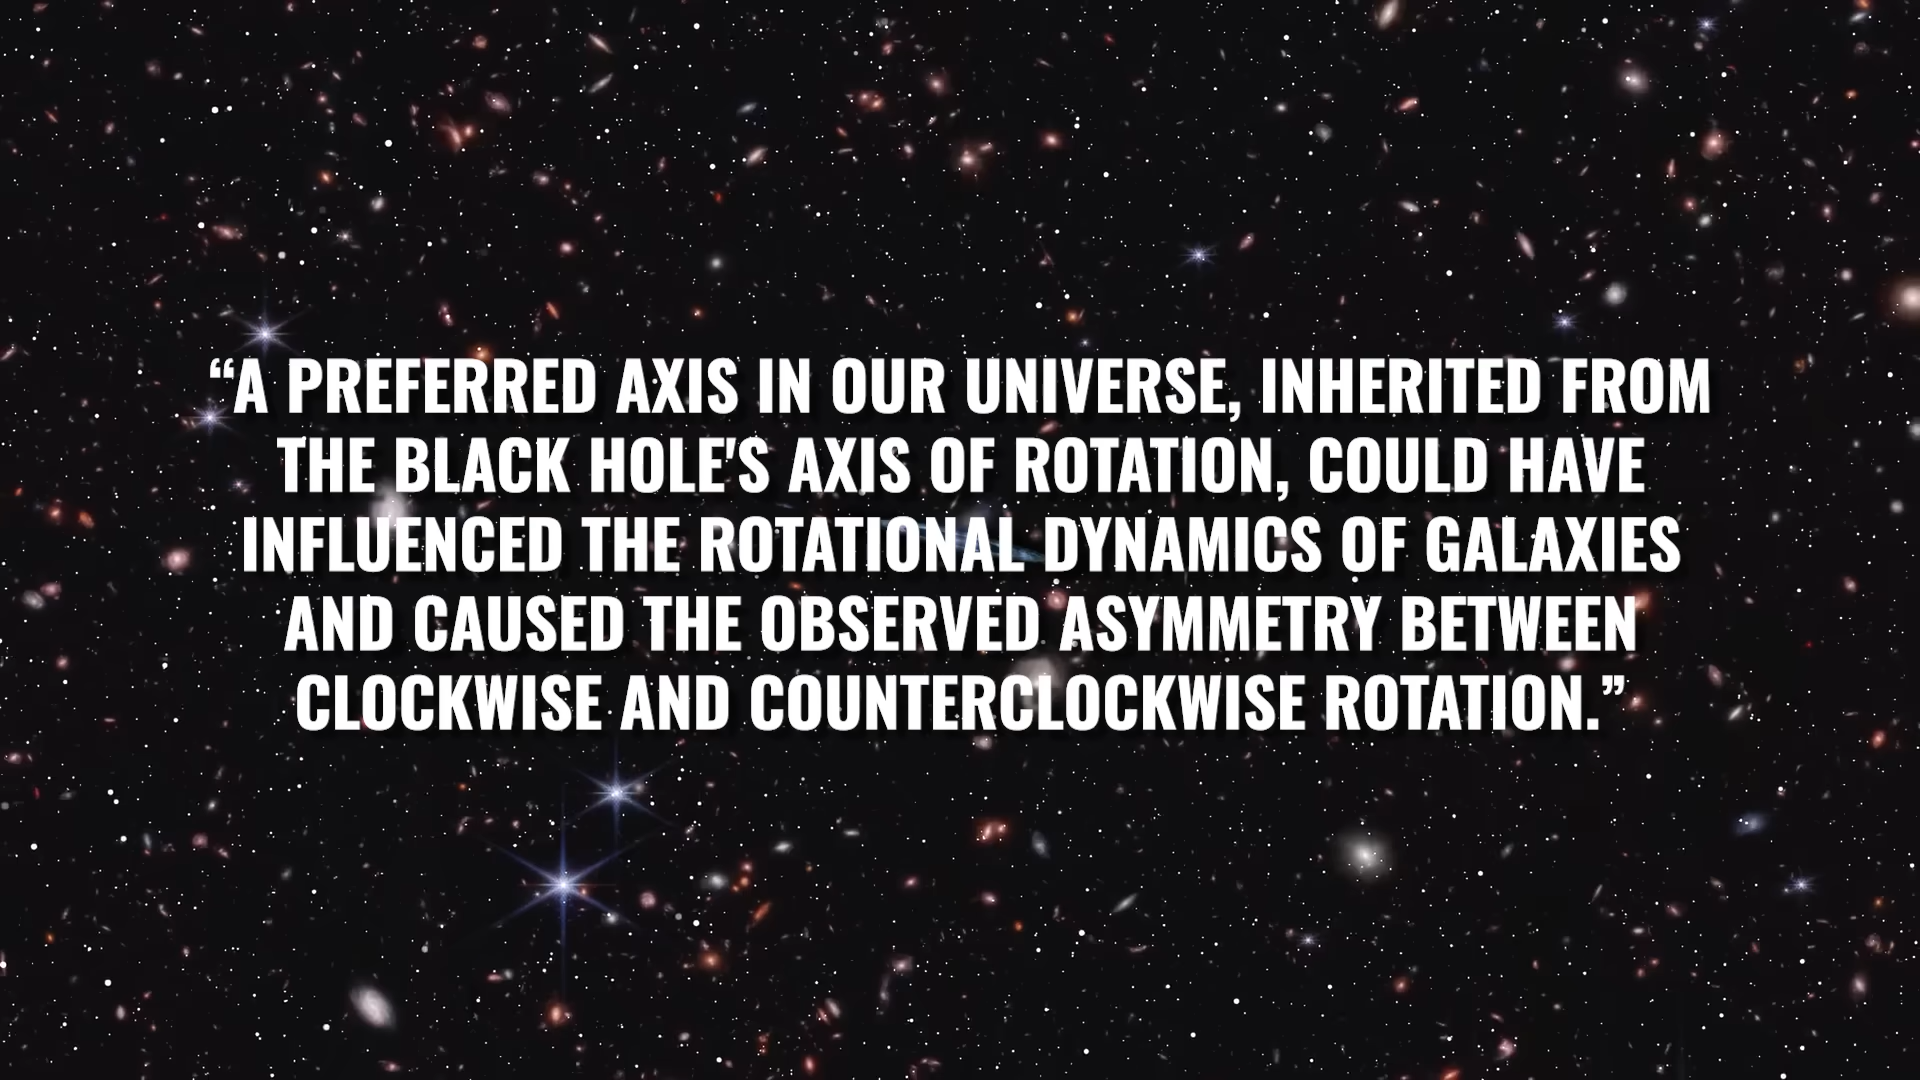 “A PREFERRED AXIS IN OUR UNIVERSE, INHERITED FROM
THE BLACK HOLE'S AXIS OF ROTATION, COULD HAVE
INFLUENCED THE ROTATIONAL DYNAMICS OF GALAXIES
AND CAUSED THE OBSERVED ASYMMETRY BETWEEN
CLOCKWISE AND COUNTERCLOCKWISE ROTATION.”